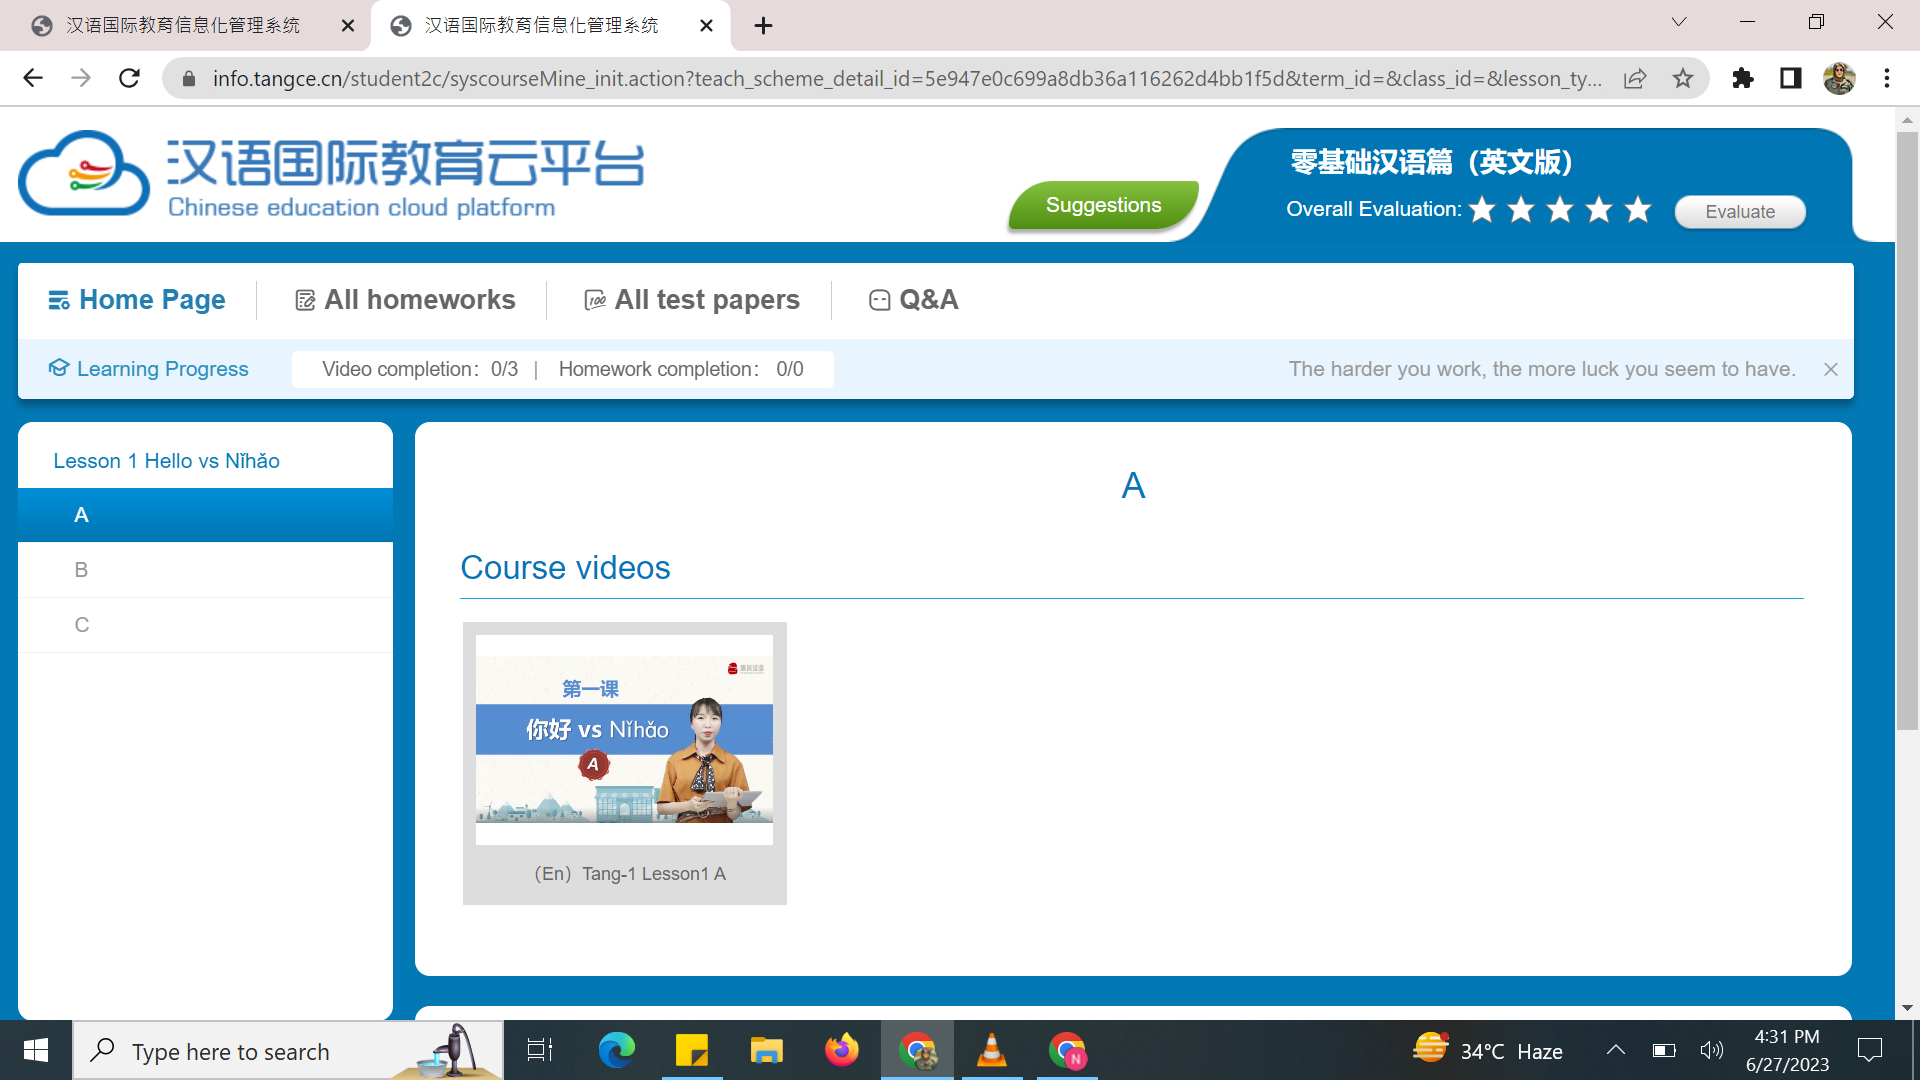 汉语国际教育信息化管理系统
汉语国际教育信息化管理系统
info.tangce.cn/student2c/syscourseMine_init.action?teach_scheme_detail_id=5e947e0c699a8db36a116262d4bb1f5d&term_id=&class_id=&lesson_ty...
汉语国际教育云平台
Chinese education cloud platform
Suggestions
零基础汉语篇（英文版）
Overall Evaluation:
Evaluate
Home Page
All homeworks
100 All test papers
Q&A
Learning Progress
Video completion：0/3 | Homework completion： 0/0
The harder you work, the more luck you seem to have.
Lesson 1 Hello vs Nǐhǎo
A
B
C
A
Course videos
第一课
你好 vs Nǐhǎo
A
（En）Tang-1 Lesson1 A
Type here to search
N
34°C Haze
4:31 PM
6/27/2023